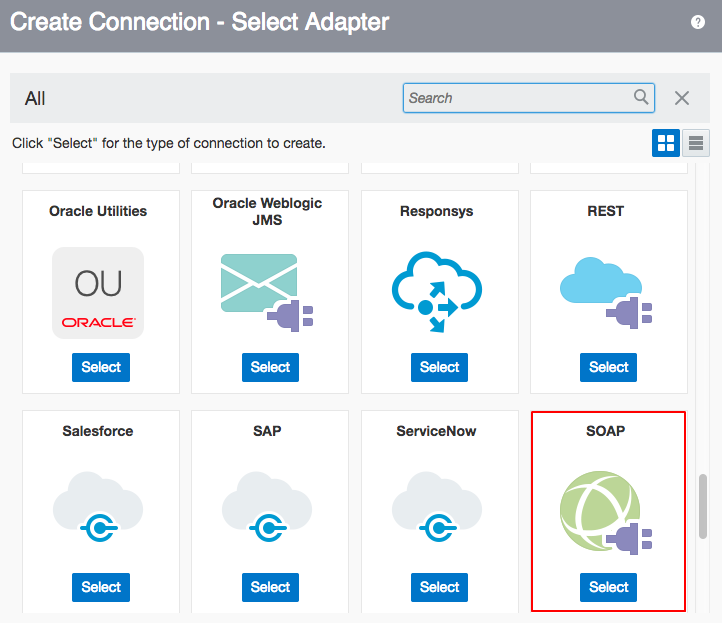 Create Connection - Select Adapter
?
All
Search
Click "Select" for the type of connection to create.
Oracle Utilities
Oracle Weblogic
JMS
Responsys
REST
OU
ORACLE
Select
Select
Select
Select
Salesforce
SAP
ServiceNow
SOAP
Select
Select
Select
Select